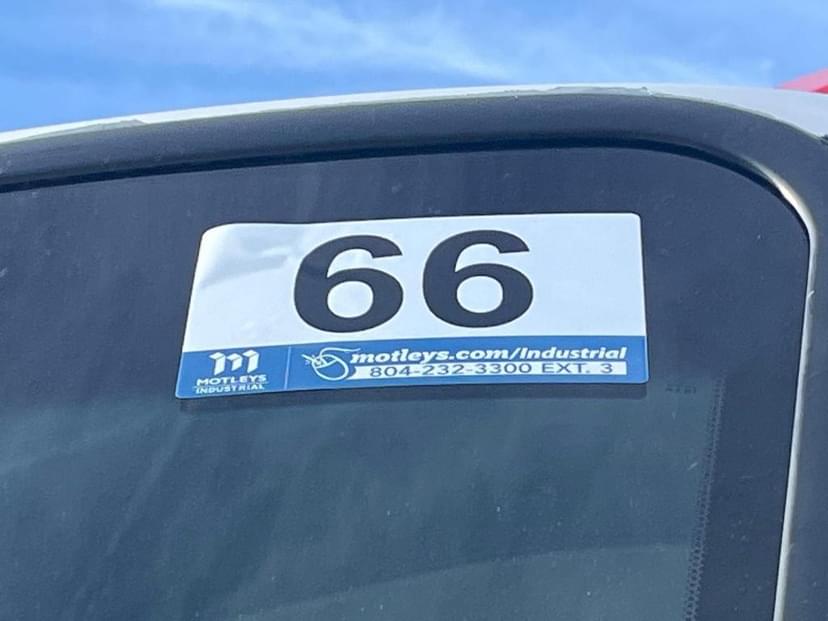 66
MOTLEYS
INDUSTRIAL
motleys.com/Industrial
804-232-3300 EXT. 3